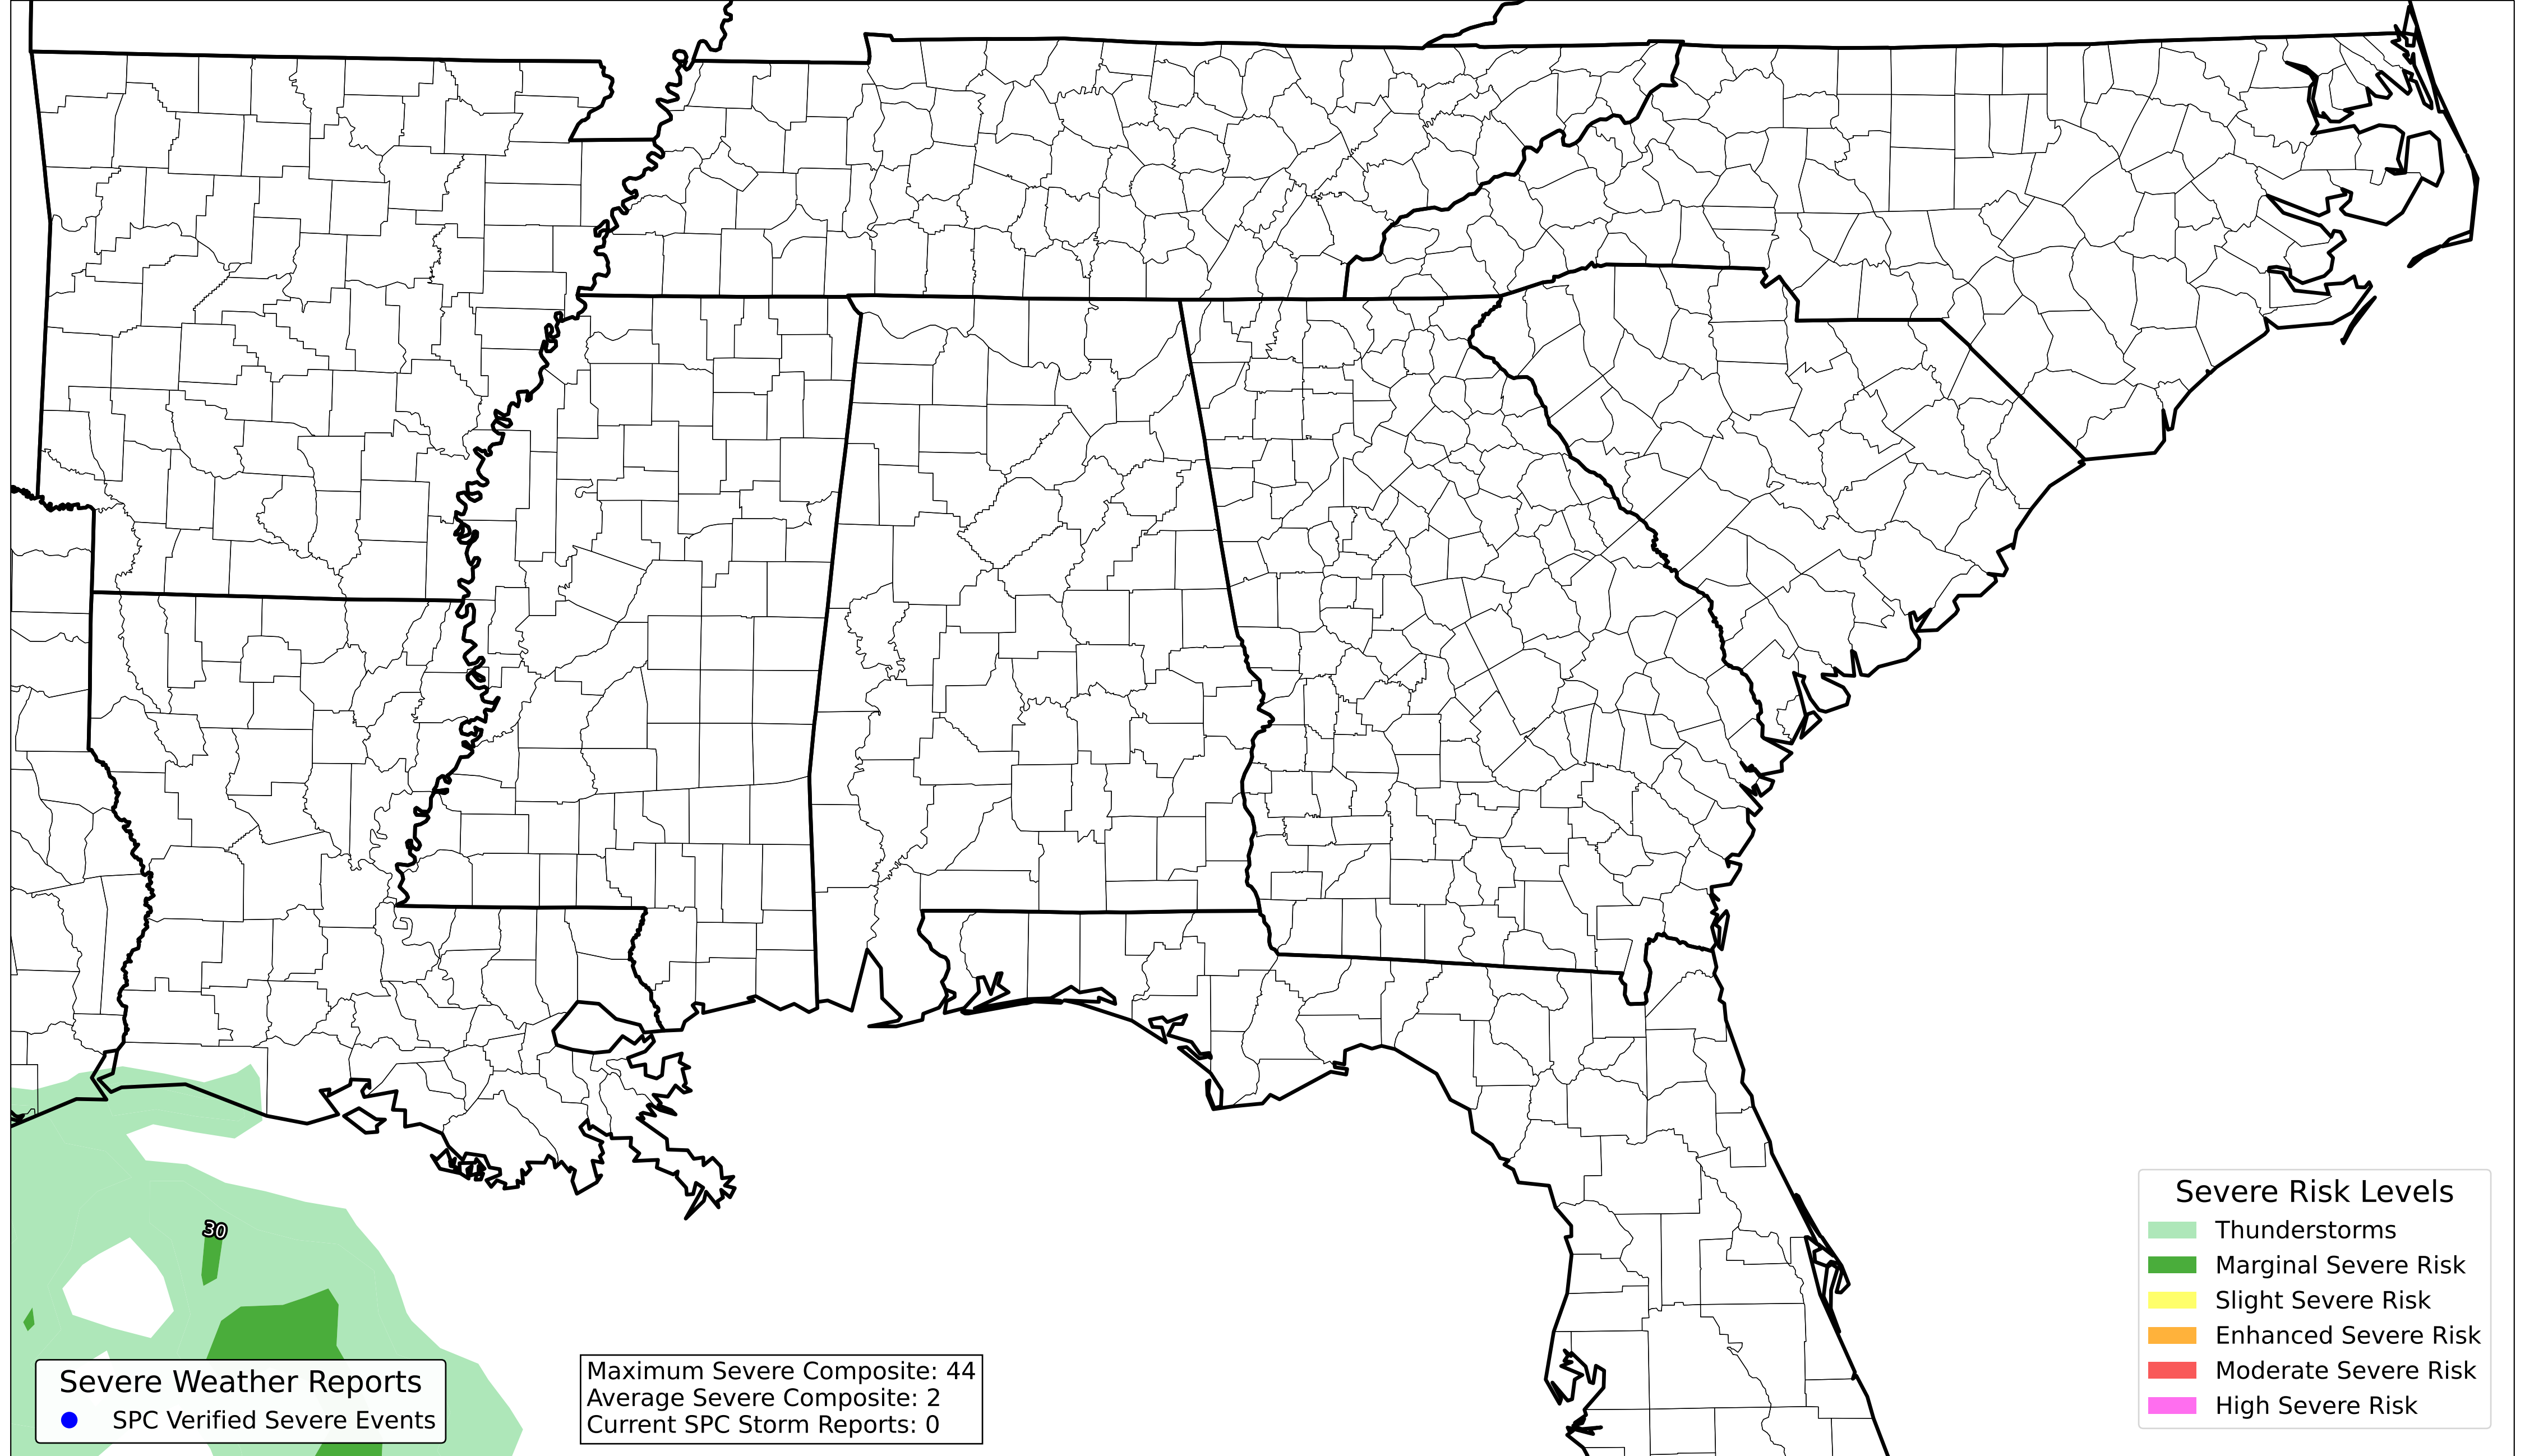 30
Severe Weather Reports
SPC Verified Severe Events
Maximum Severe Composite: 44
Average Severe Composite: 2
Current SPC Storm Reports: 0
Severe Risk Levels
Thunderstorms
Marginal Severe Risk
Slight Severe Risk
Enhanced Severe Risk
Moderate Severe Risk
High Severe Risk